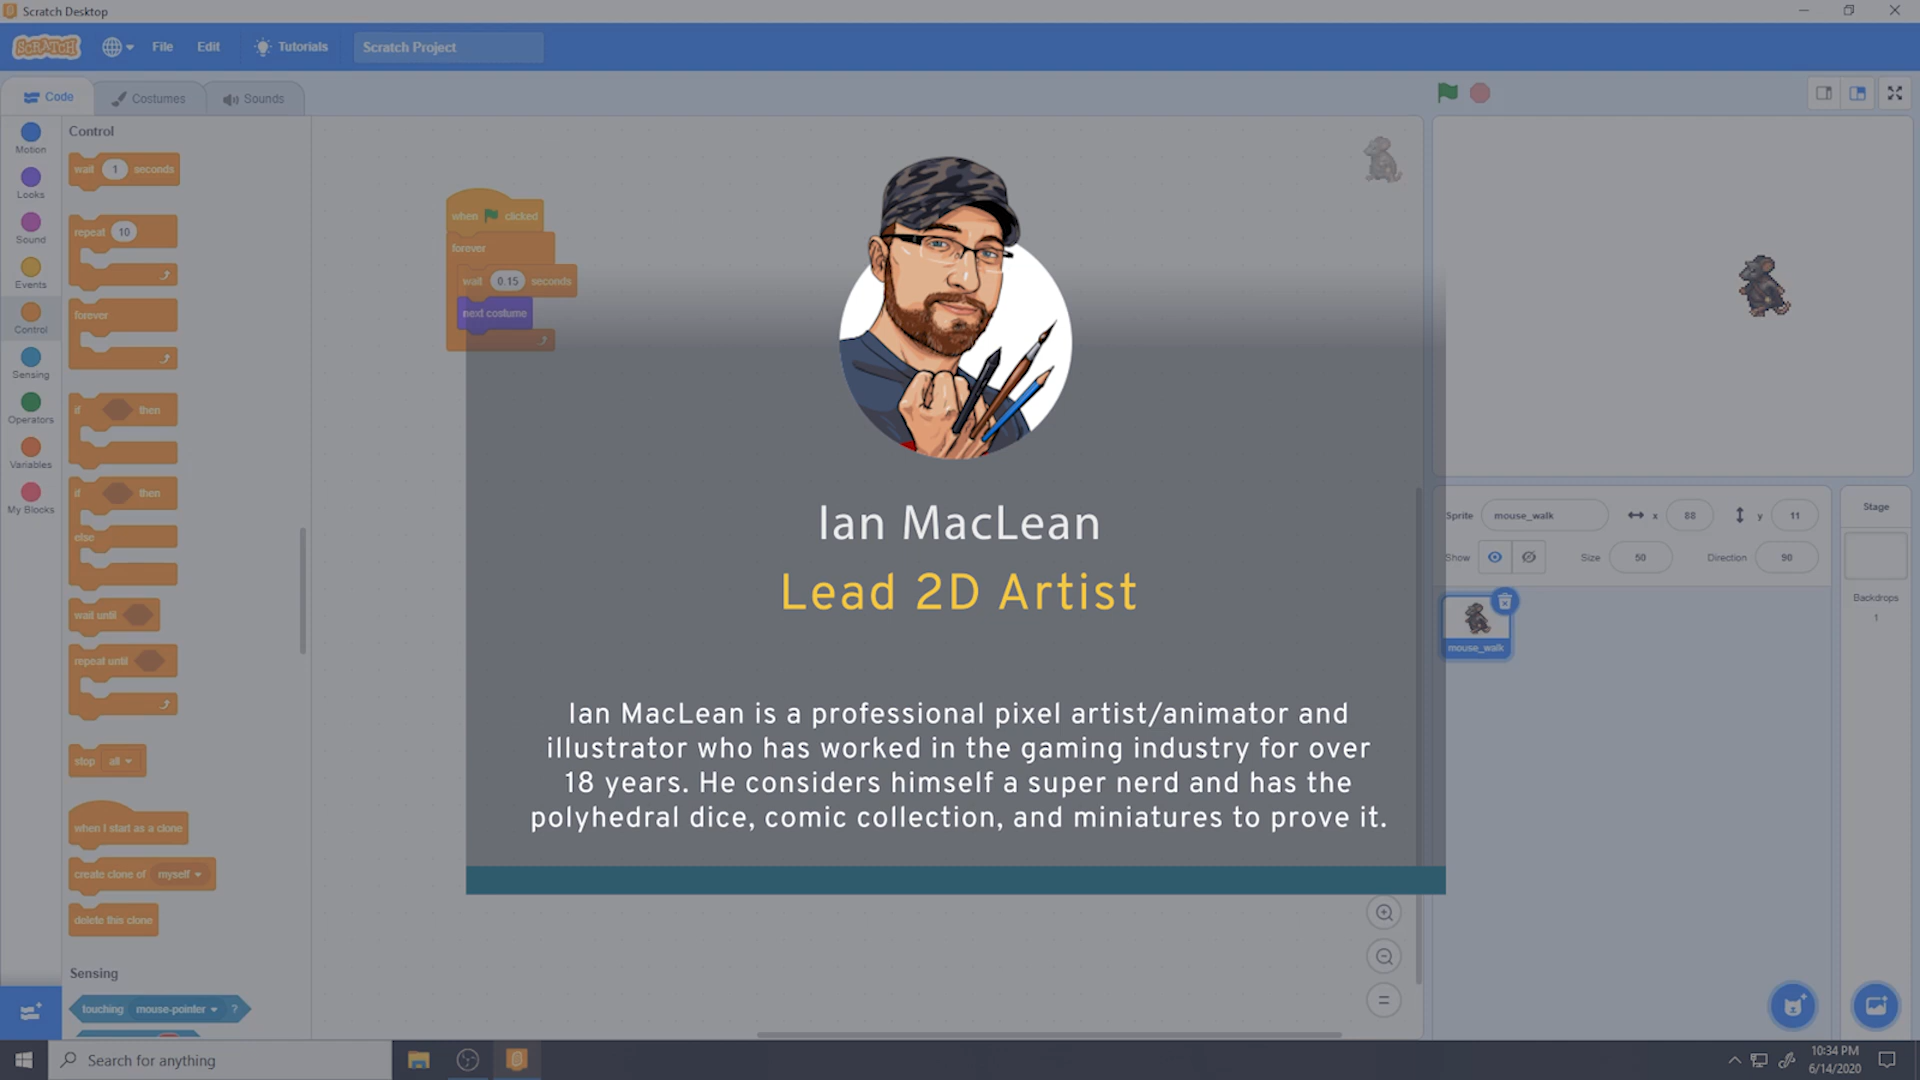 Scratch Desktop
SCRATCH
File
Edit
Tutorials
Scratch Project
Code
Costumes
Sounds
Motion
Looks
Sound
Events
Control
Sensing
Operators
Variables
My Blocks
Control
wait 1 seconds
repeat 10
forever
if then
if then
else
wait until
repeat until
stop all
when I start as a clone
create clone of myself
delete this clone
Sensing
touching mouse-pointer ?
when clicked
forever
wait 0.15 seconds
next costume
Ian MacLean
Lead 2D Artist
Ian MacLean is a professional pixel artist/animator and
illustrator who has worked in the gaming industry for over
18 years. He considers himself a super nerd and has the
polyhedral dice, comic collection, and miniatures to prove it.
Sprite mouse_walk x 88 y 11
Show Size 50 Direction 90
mouse_walk
Stage
Backdrops
1
Search for anything
10:34 PM
6/14/2020